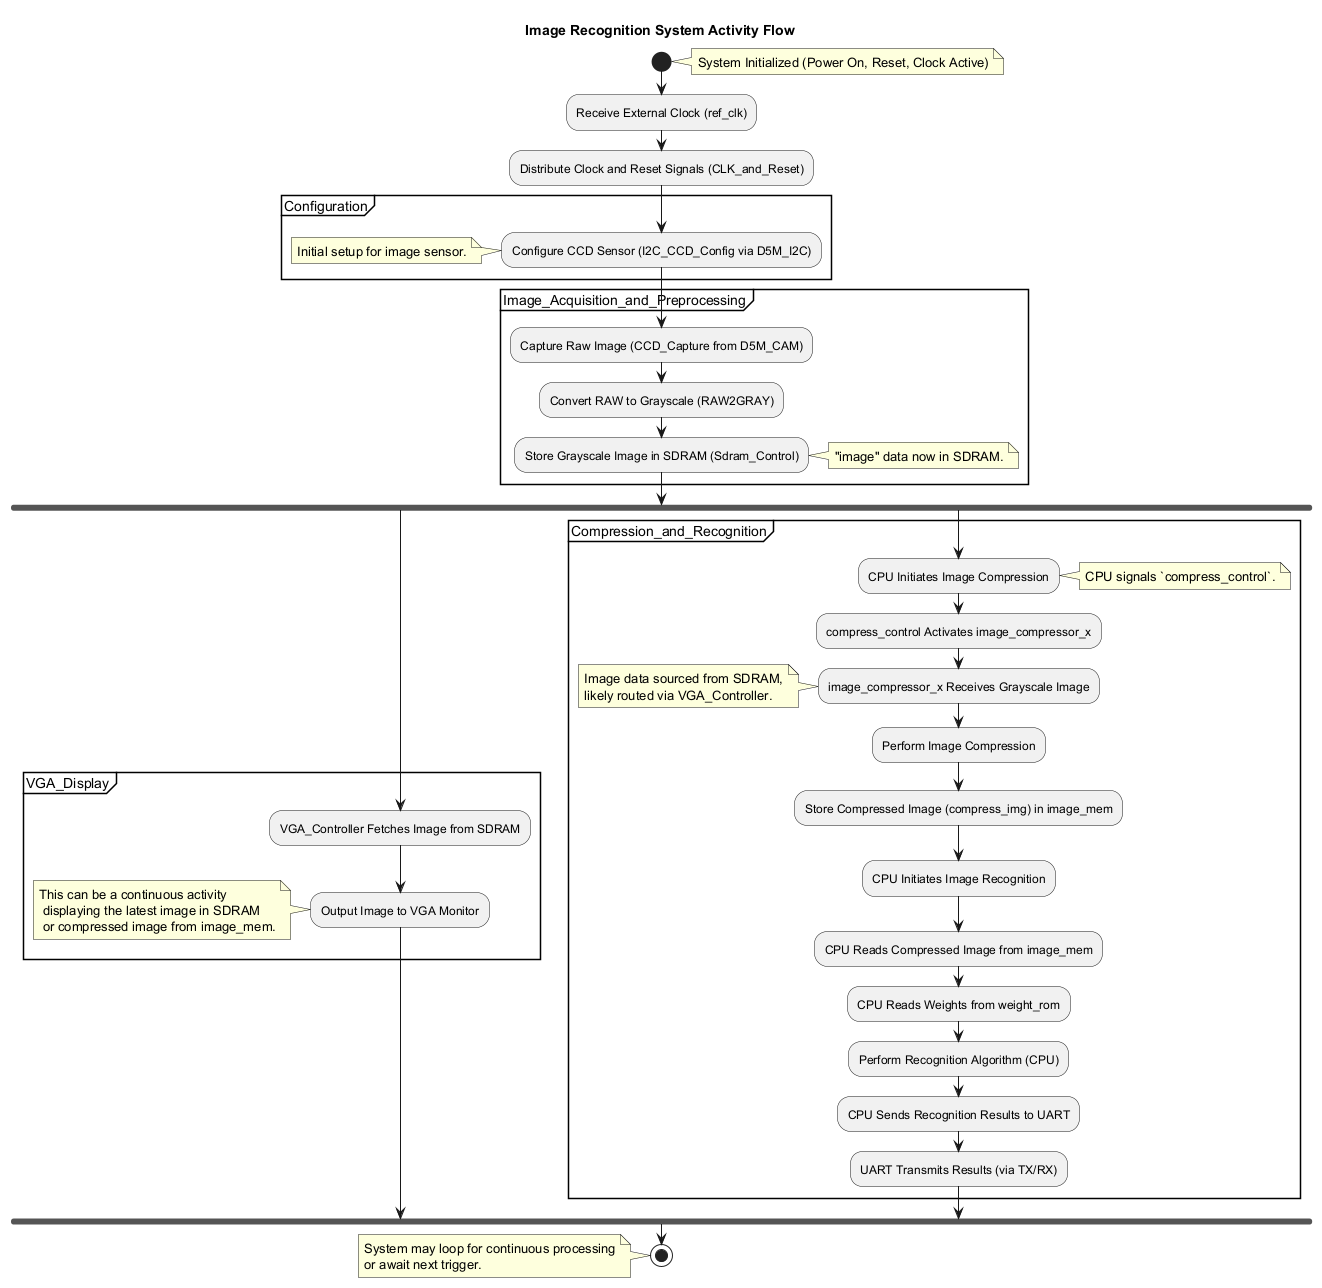 Image Recognition System Activity Flow
System Initialized (Power On, Reset, Clock Active)
Receive External Clock (ref_clk)
Distribute Clock and Reset Signals (CLK_and_Reset)
Configuration
Initial setup for image sensor.
Configure CCD Sensor (I2C_CCD_Config via D5M_I2C)
Image_Acquisition_and_Preprocessing
Capture Raw Image (CCD_Capture from D5M_CAM)
Convert RAW to Grayscale (RAW2GRAY)
Store Grayscale Image in SDRAM (Sdram_Control)
"image" data now in SDRAM.
VGA_Display
VGA_Controller Fetches Image from SDRAM
This can be a continuous activity
displaying the latest image in SDRAM
or compressed image from image_mem.
Output Image to VGA Monitor
Compression_and_Recognition
CPU Initiates Image Compression
CPU signals `compress_control`.
compress_control Activates image_compressor_x
Image data sourced from SDRAM,
likely routed via VGA_Controller.
image_compressor_x Receives Grayscale Image
Perform Image Compression
Store Compressed Image (compress_img) in image_mem
CPU Initiates Image Recognition
CPU Reads Compressed Image from image_mem
CPU Reads Weights from weight_rom
Perform Recognition Algorithm (CPU)
CPU Sends Recognition Results to UART
UART Transmits Results (via TX/RX)
System may loop for continuous processing
or await next trigger.